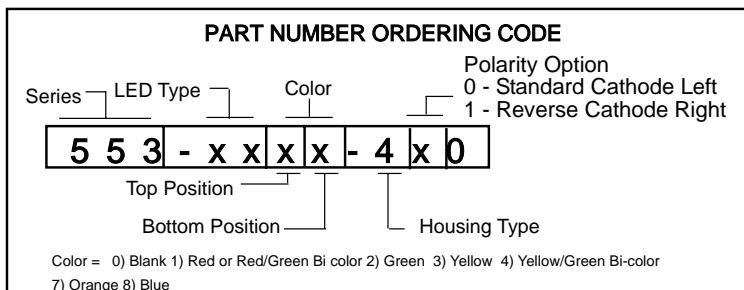 PART NUMBER ORDERING CODE
Polarity Option
0 - Standard Cathode Left
1 - Reverse Cathode Right
Series LED Type Color
5 5 3 - x x x x - 4 x 0
Top Position
Bottom Position Housing Type
Color = 0) Blank 1) Red or Red/Green Bi color 2) Green 3) Yellow 4) Yellow/Green Bi-color
7) Orange 8) Blue